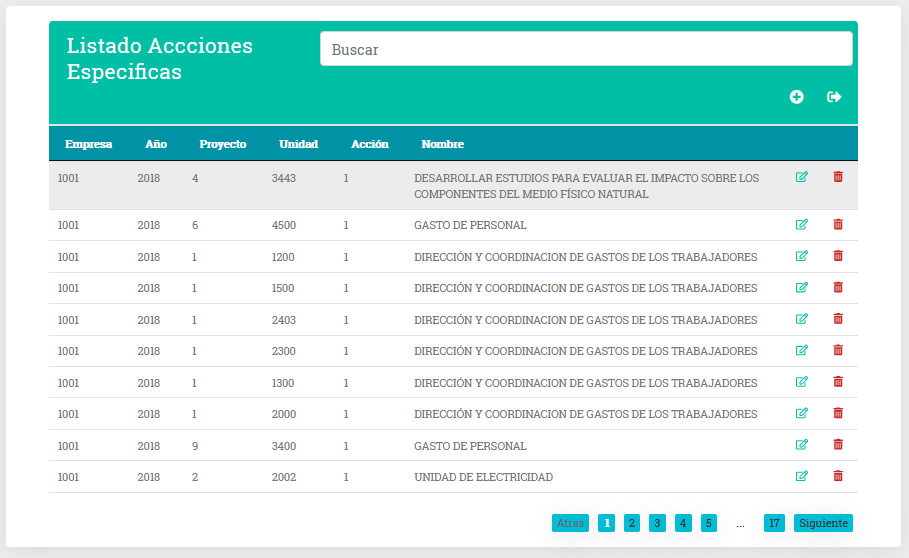 Listado Accciones
Especificas
Buscar
Empresa Año Proyecto Unidad Acción Nombre
1001 2018 4 3443 1 DESARROLLAR ESTUDIOS PARA EVALUAR EL IMPACTO SOBRE LOS
COMPONENTES DEL MEDIO FÍSICO NATURAL
1001 2018 6 4500 1 GASTO DE PERSONAL
1001 2018 1 1200 1 DIRECCIÓN Y COORDINACION DE GASTOS DE LOS TRABAJADORES
1001 2018 1 1500 1 DIRECCIÓN Y COORDINACION DE GASTOS DE LOS TRABAJADORES
1001 2018 1 2403 1 DIRECCIÓN Y COORDINACION DE GASTOS DE LOS TRABAJADORES
1001 2018 1 2300 1 DIRECCIÓN Y COORDINACION DE GASTOS DE LOS TRABAJADORES
1001 2018 1 1300 1 DIRECCIÓN Y COORDINACION DE GASTOS DE LOS TRABAJADORES
1001 2018 1 2000 1 DIRECCIÓN Y COORDINACION DE GASTOS DE LOS TRABAJADORES
1001 2018 9 3400 1 GASTO DE PERSONAL
1001 2018 2 2002 1 UNIDAD DE ELECTRICIDAD
Atras 1 2 3 4 5 ... 17 Siguiente